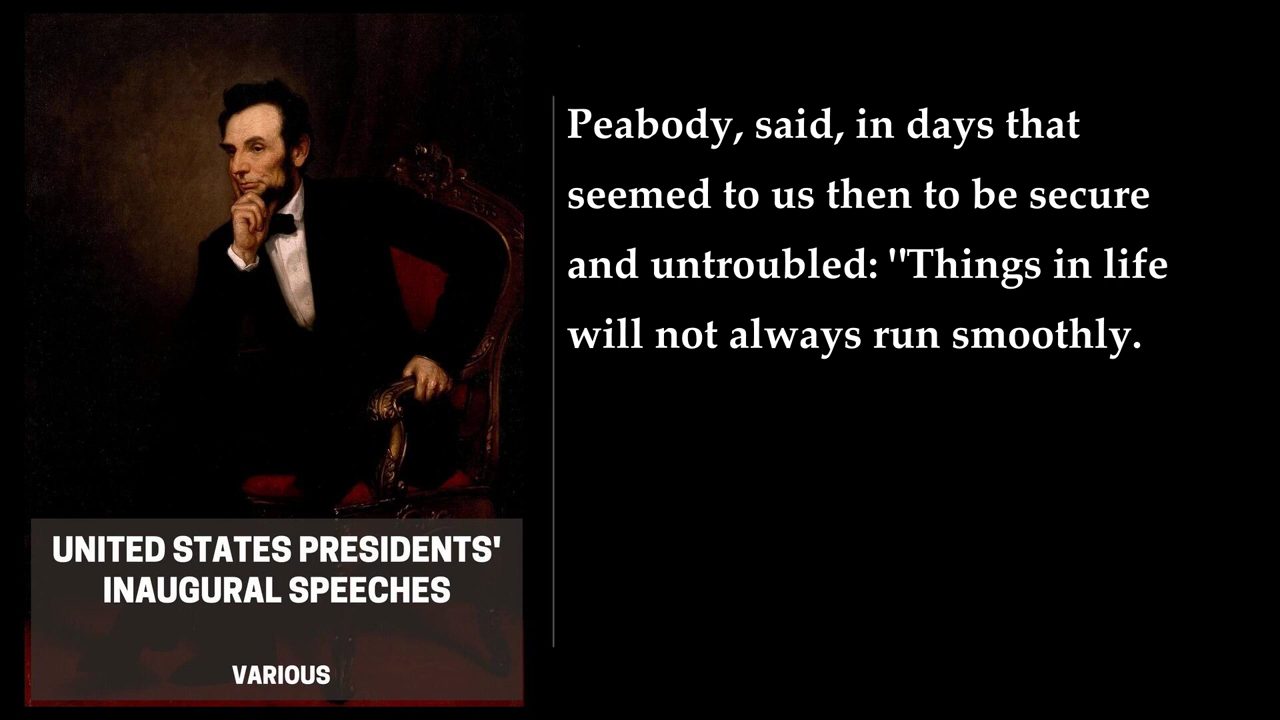 Peabody, said, in days that
seemed to us then to be secure
and untroubled: "Things in life
will not always run smoothly.
UNITED STATES PRESIDENTS'
INAUGURAL SPEECHES
VARIOUS